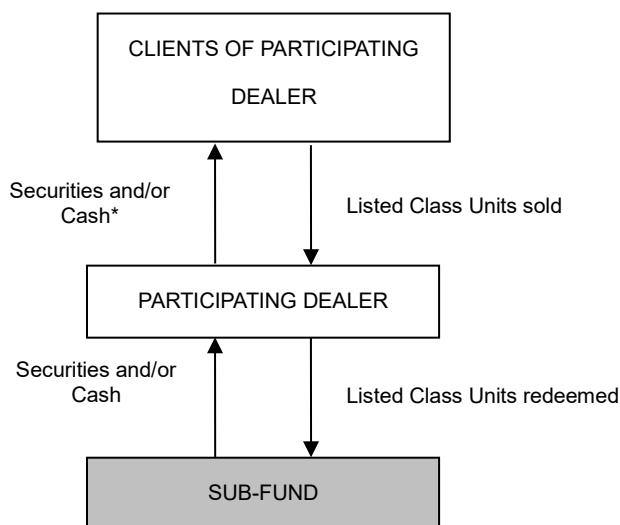 CLIENTS OF PARTICIPATING
DEALER
Securities and/or
Cash*
Listed Class Units sold
PARTICIPATING DEALER
Securities and/or
Cash
Listed Class Units redeemed
SUB-FUND